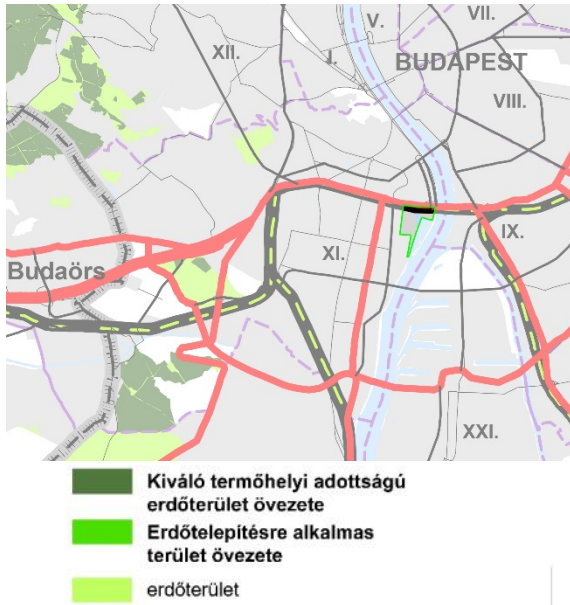 V.
VII.
XII.
I.
BUDAPEST
VIII.
IX.
XI.
Budaörs
XXI.
Kiváló termőhelyi adottságú
erdőterület övezete
Erdőtelepítésre alkalmas
terület övezete
erdőterület